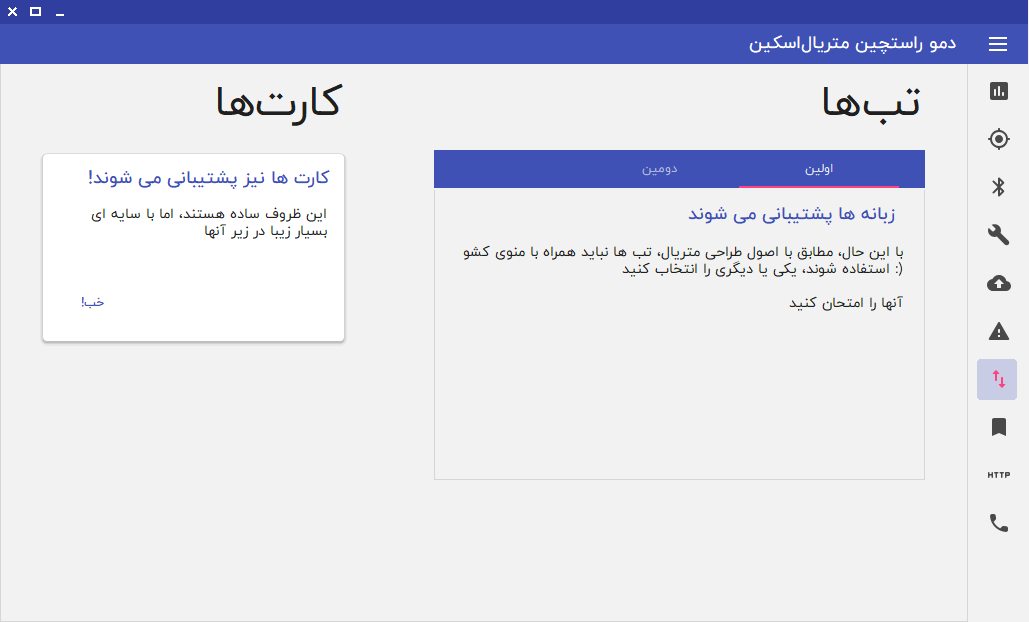 دمو راستچین متریال‌اسکین
تب‌ها
اولین
دومین
زبانه ها پشتیبانی می شوند
با این حال، مطابق با اصول طراحی متریال، تب ها نباید همراه با منوی کشو
استفاده شوند، یکی یا دیگری را انتخاب کنید :)
آنها را امتحان کنید
کارت‌ها
کارت ها نیز پشتیبانی می شوند!
این ظروف ساده هستند، اما با سایه ای
بسیار زیبا در زیر آنها
خب!
HTTP